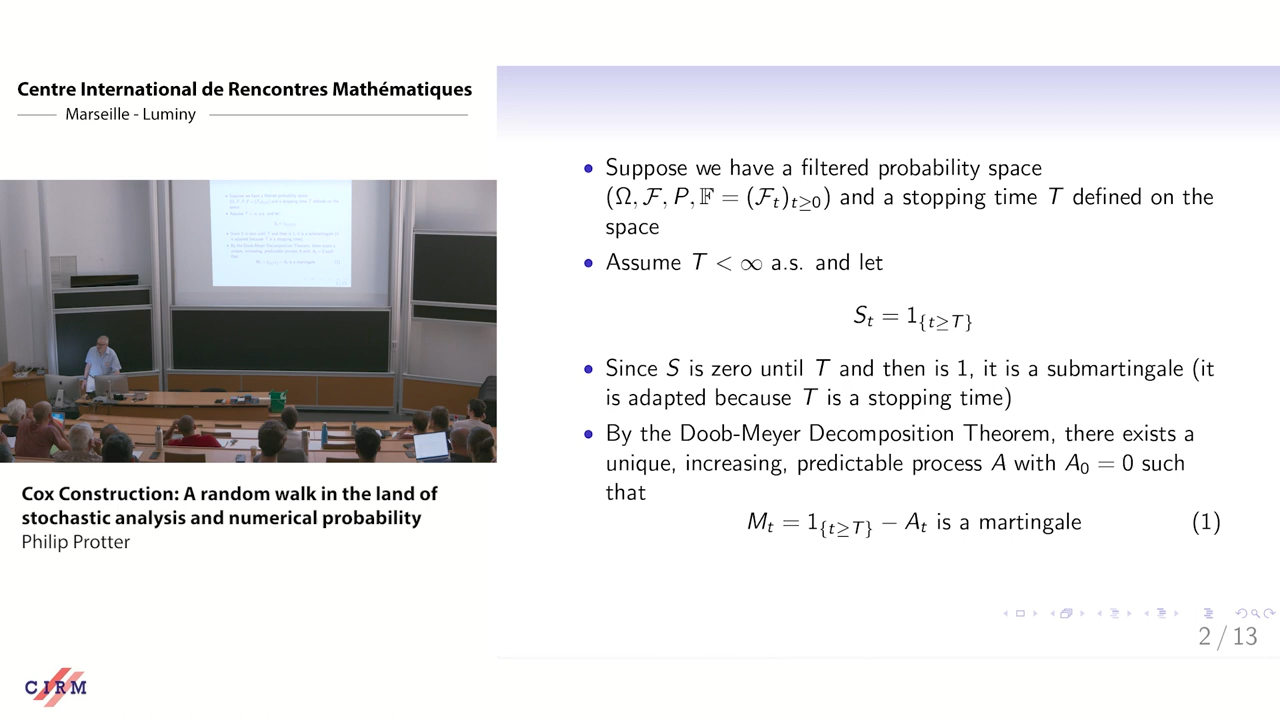 Centre International de Rencontres Mathématiques
Marseille - Luminy
Cox Construction: A random walk in the land of
stochastic analysis and numerical probability
Philip Protter
CIRM
• Suppose we have a filtered probability space
(Ω, ℱ, P, 𝔽 = (ℱ_t)_{t≥0}) and a stopping time T defined on the
space
• Assume T < ∞ a.s. and let
S_t = 1_{t≥T}
• Since S is zero until T and then is 1, it is a submartingale (it
is adapted because T is a stopping time)
• By the Doob-Meyer Decomposition Theorem, there exists a
unique, increasing, predictable process A with A_0 = 0 such
that
M_t = 1_{t≥T} − A_t is a martingale (1)
2 / 13